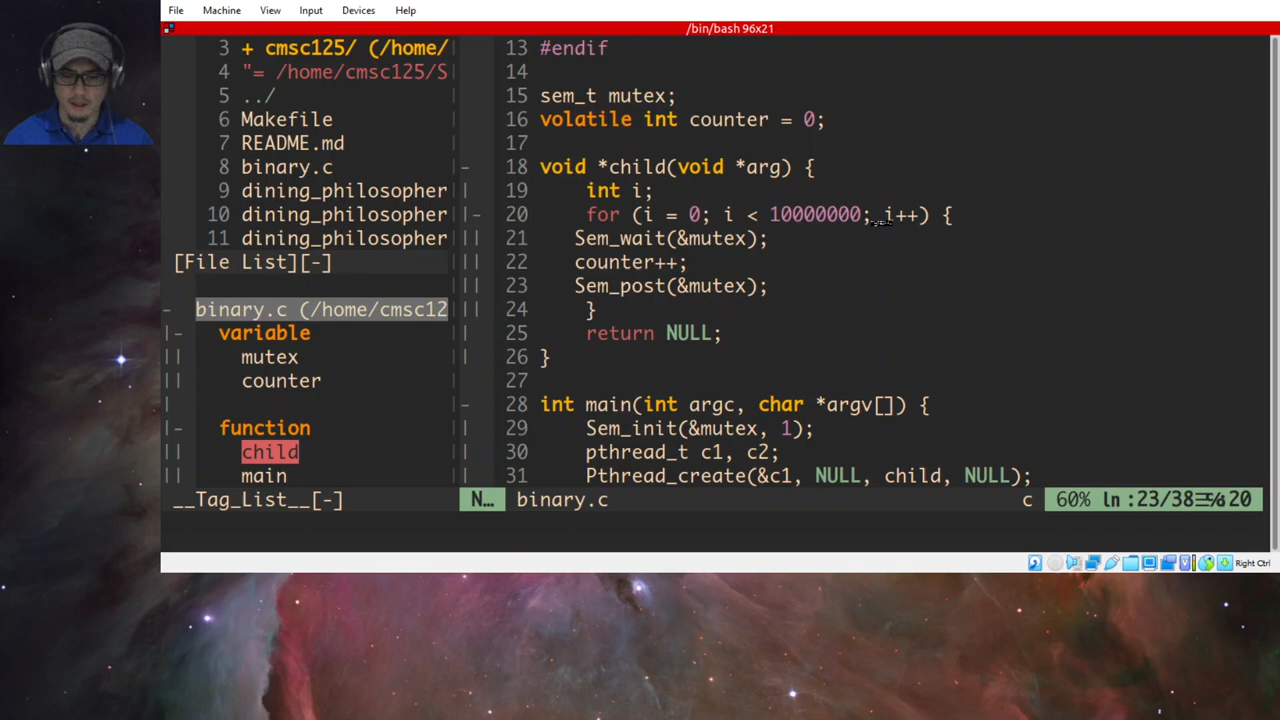 File Machine View Input Devices Help
/bin/bash 96x21
3 + cmsc125/ (/home/
4 "= /home/cmsc125/S
5 ../
6 Makefile
7 README.md
8 binary.c
9 dining_philosopher
10 dining_philosopher
11 dining_philosopher
[File List][-]
binary.c (/home/cmsc12
variable
mutex
counter
function
child
main
__Tag_List__[-]
13 #endif
14
15 sem_t mutex;
16 volatile int counter = 0;
17
18 void *child(void *arg) {
19 int i;
20 for (i = 0; i < 10000000; i++) {
21 Sem_wait(&mutex);
22 counter++;
23 Sem_post(&mutex);
24 }
25 return NULL;
26 }
27
28 int main(int argc, char *argv[]) {
29 Sem_init(&mutex, 1);
30 pthread_t c1, c2;
31 Pthread_create(&c1, NULL, child, NULL);
N… binary.c c 60% ln :23/38
Right Ctrl